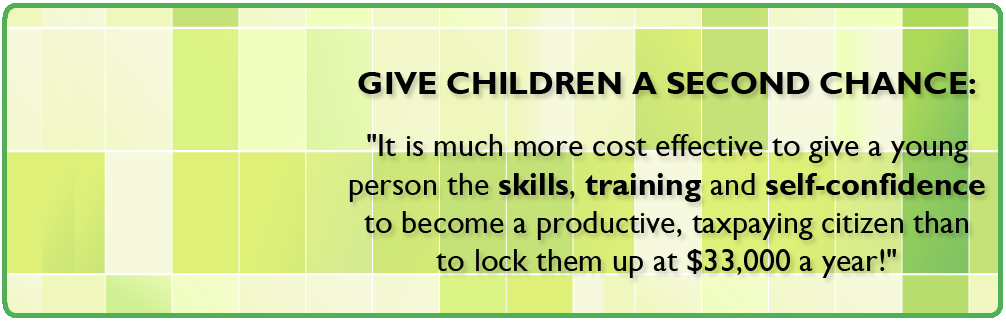 GIVE CHILDREN A SECOND CHANCE:
"It is much more cost effective to give a young
person the skills, training and self-confidence
to become a productive, taxpaying citizen than
to lock them up at $33,000 a year!"